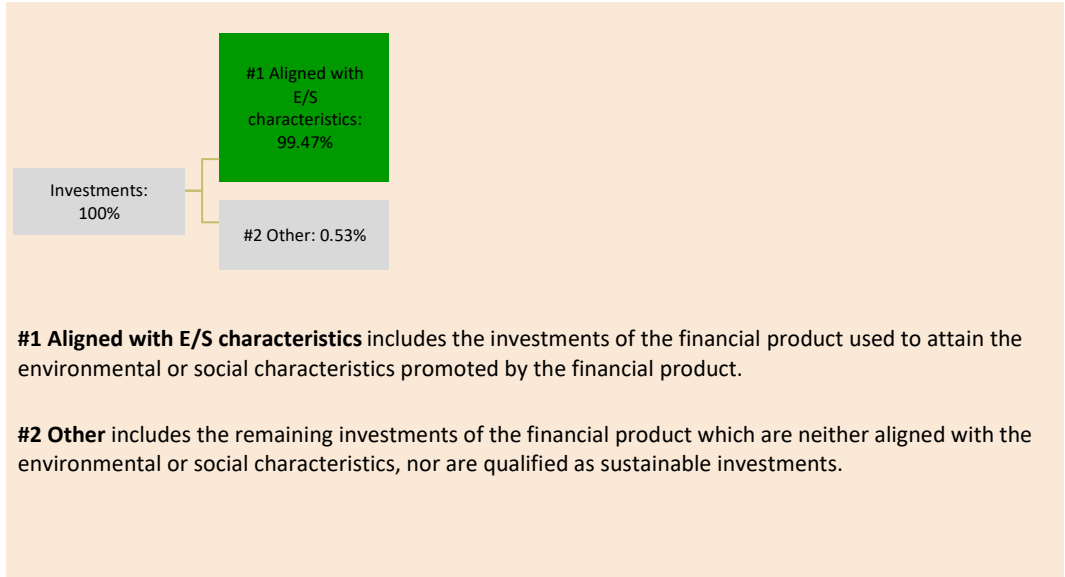 #1 Aligned with
E/S
characteristics:
99.47%
Investments:
100%
#2 Other: 0.53%
#1 Aligned with E/S characteristics includes the investments of the financial product used to attain the
environmental or social characteristics promoted by the financial product.
#2 Other includes the remaining investments of the financial product which are neither aligned with the
environmental or social characteristics, nor are qualified as sustainable investments.